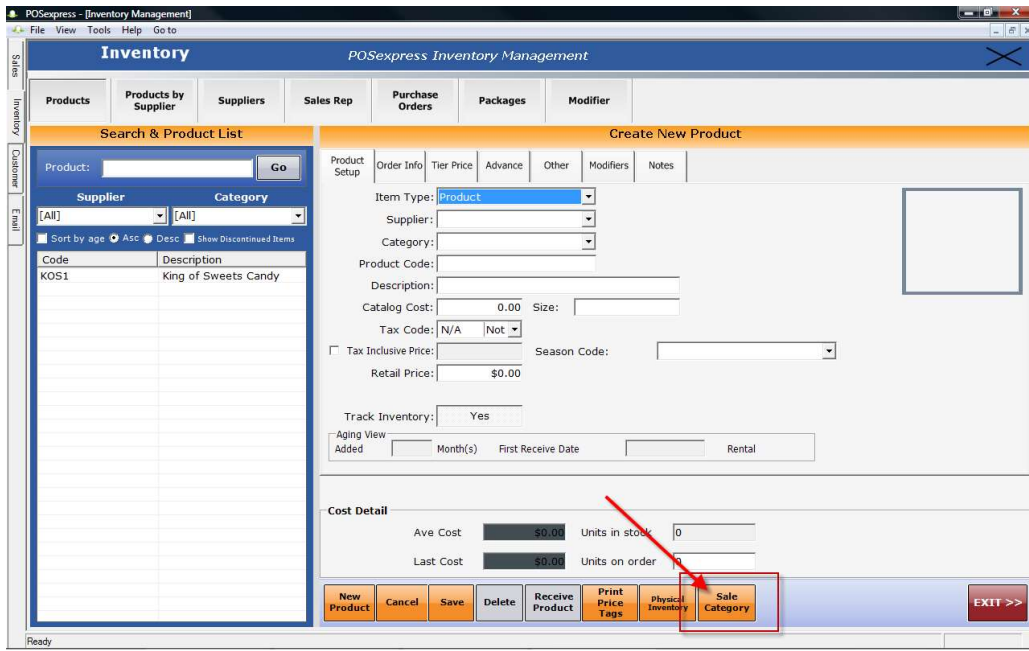 POSexpress - [Inventory Management]
File View Tools Help Go to
Sales
Inventory
Customer
Email
Inventory
POSexpress Inventory Management
Products
Products by Supplier
Suppliers
Sales Rep
Purchase Orders
Packages
Modifier
Search & Product List
Create New Product
Product:
Go
Supplier Category
[All] [All]
Sort by age Asc Desc Show Discontinued Items
Code Description
KOS1 King of Sweets Candy
Product Setup
Order Info
Tier Price
Advance
Other
Modifiers
Notes
Item Type: Product
Supplier:
Category:
Product Code:
Description:
Catalog Cost: 0.00 Size:
Tax Code: N/A Not
Tax Inclusive Price: Season Code:
Retail Price: $0.00
Track Inventory: Yes
Aging View
Added Month(s) First Receive Date Rental
Cost Detail
Ave Cost $0.00 Units in stock 0
Last Cost $0.00 Units on order 0
New Product
Cancel
Save
Delete
Receive Product
Print Price Tags
Physical Inventory
Sale Category
EXIT >>
Ready